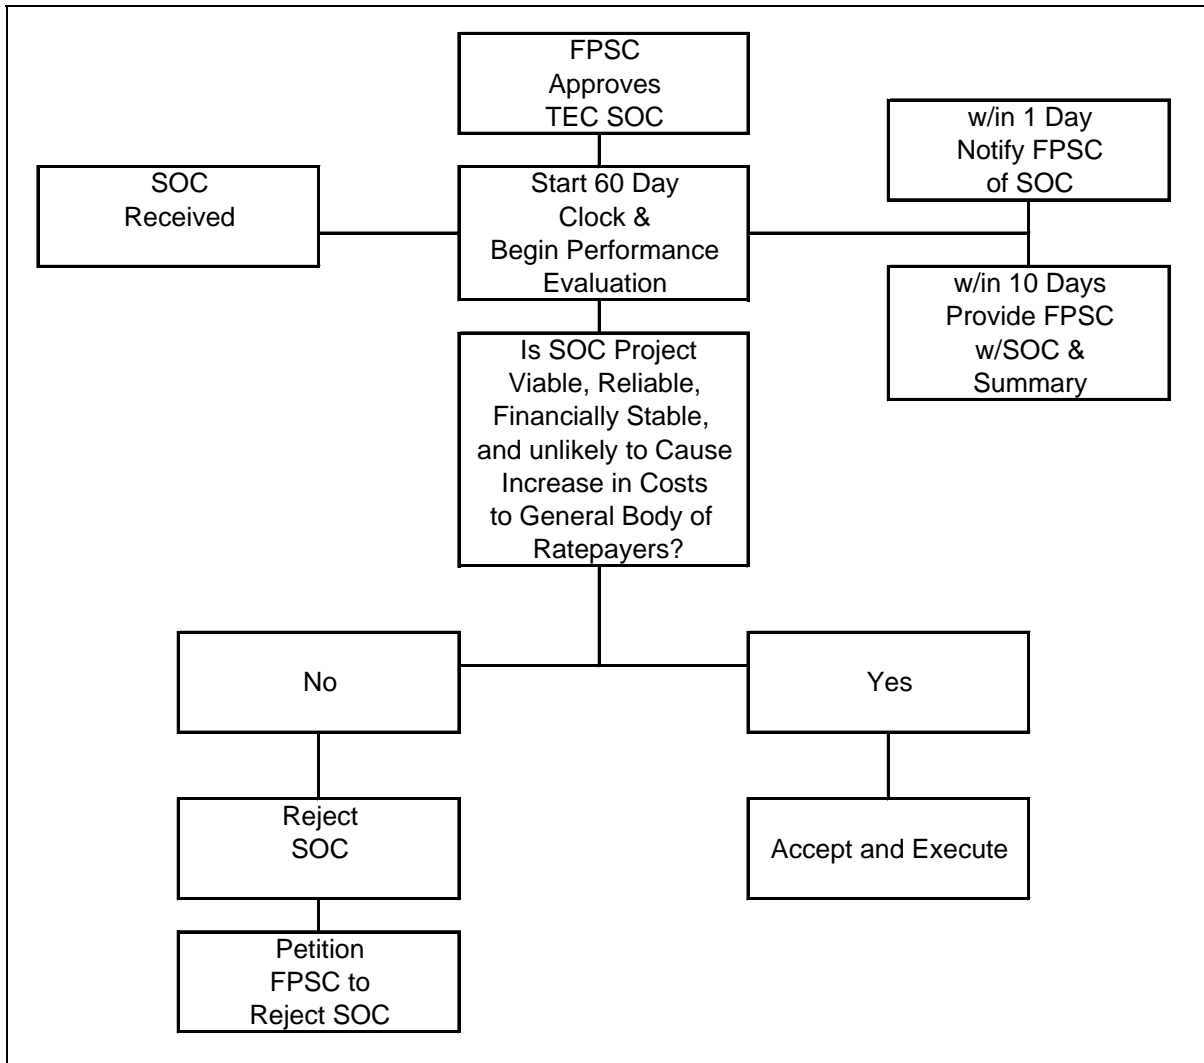 FPSC
Approves
TEC SOC
SOC
Received
Start 60 Day
Clock &
Begin Performance
Evaluation
w/in 1 Day
Notify FPSC
of SOC
w/in 10 Days
Provide FPSC
w/SOC &
Summary
Is SOC Project
Viable, Reliable,
Financially Stable,
and unlikely to Cause
Increase in Costs
to General Body of
Ratepayers?
No
Yes
Reject
SOC
Accept and Execute
Petition
FPSC to
Reject SOC